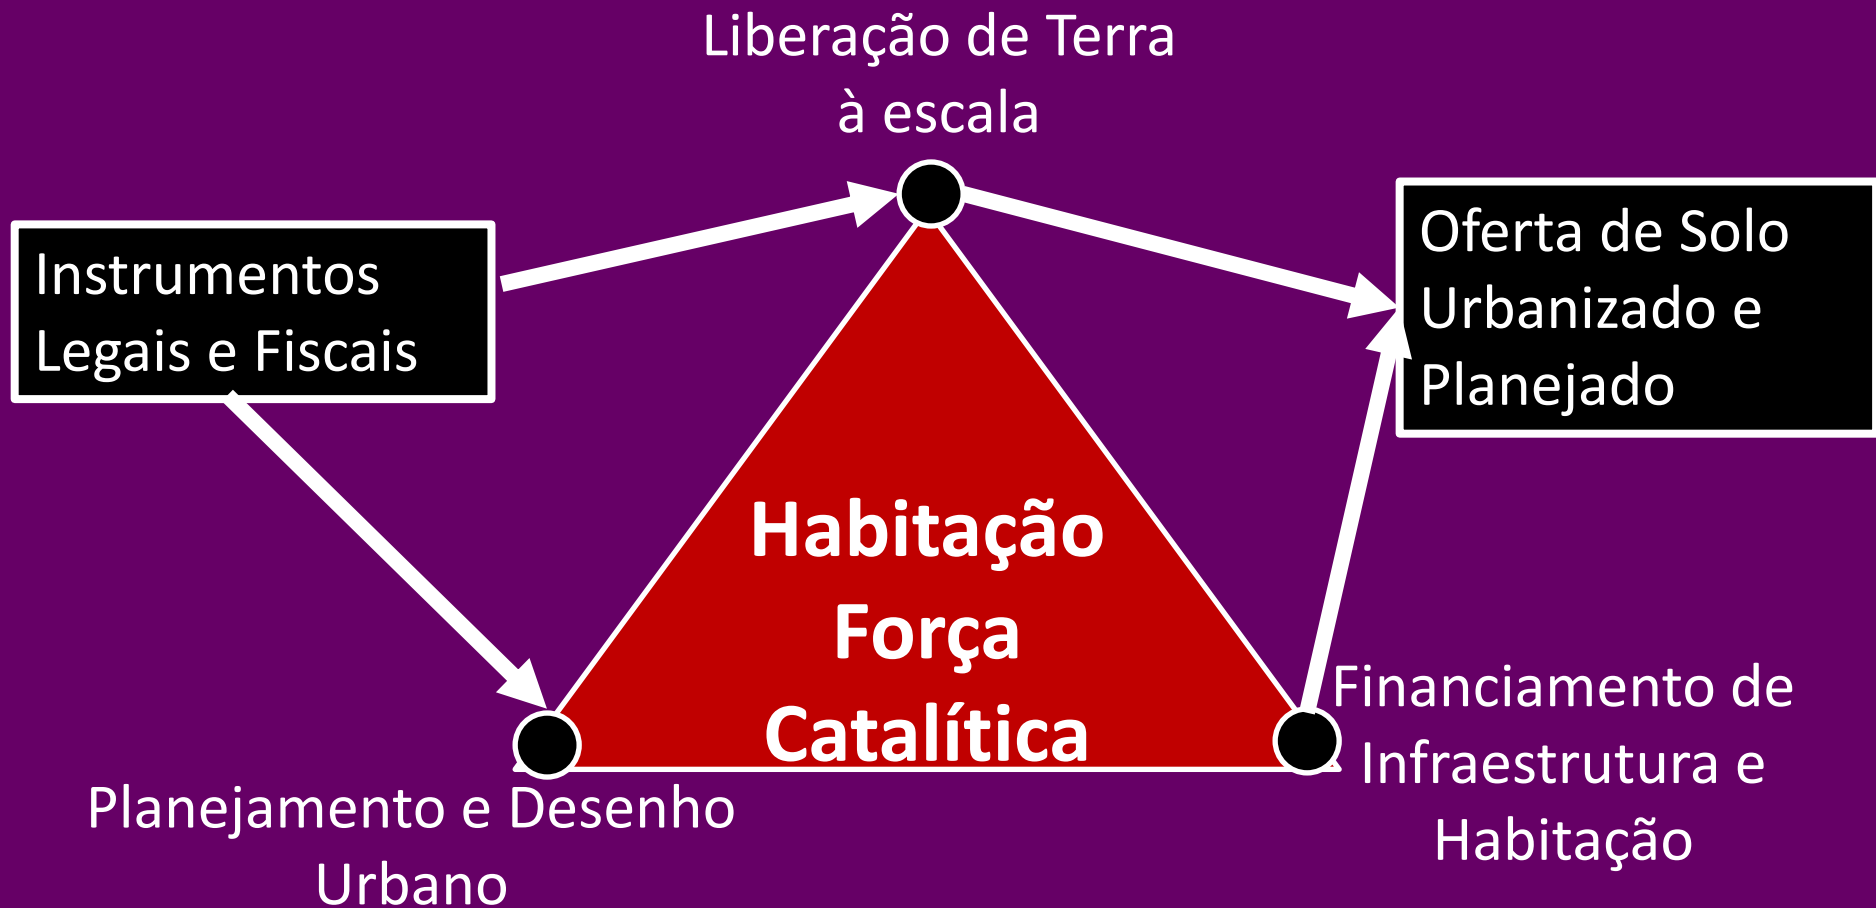 Liberação de Terra
à escala
Instrumentos
Legais e Fiscais
Oferta de Solo
Urbanizado e
Planejado
Habitação
Força
Catalítica
Planejamento e Desenho
Urbano
Financiamento de
Infraestrutura e
Habitação